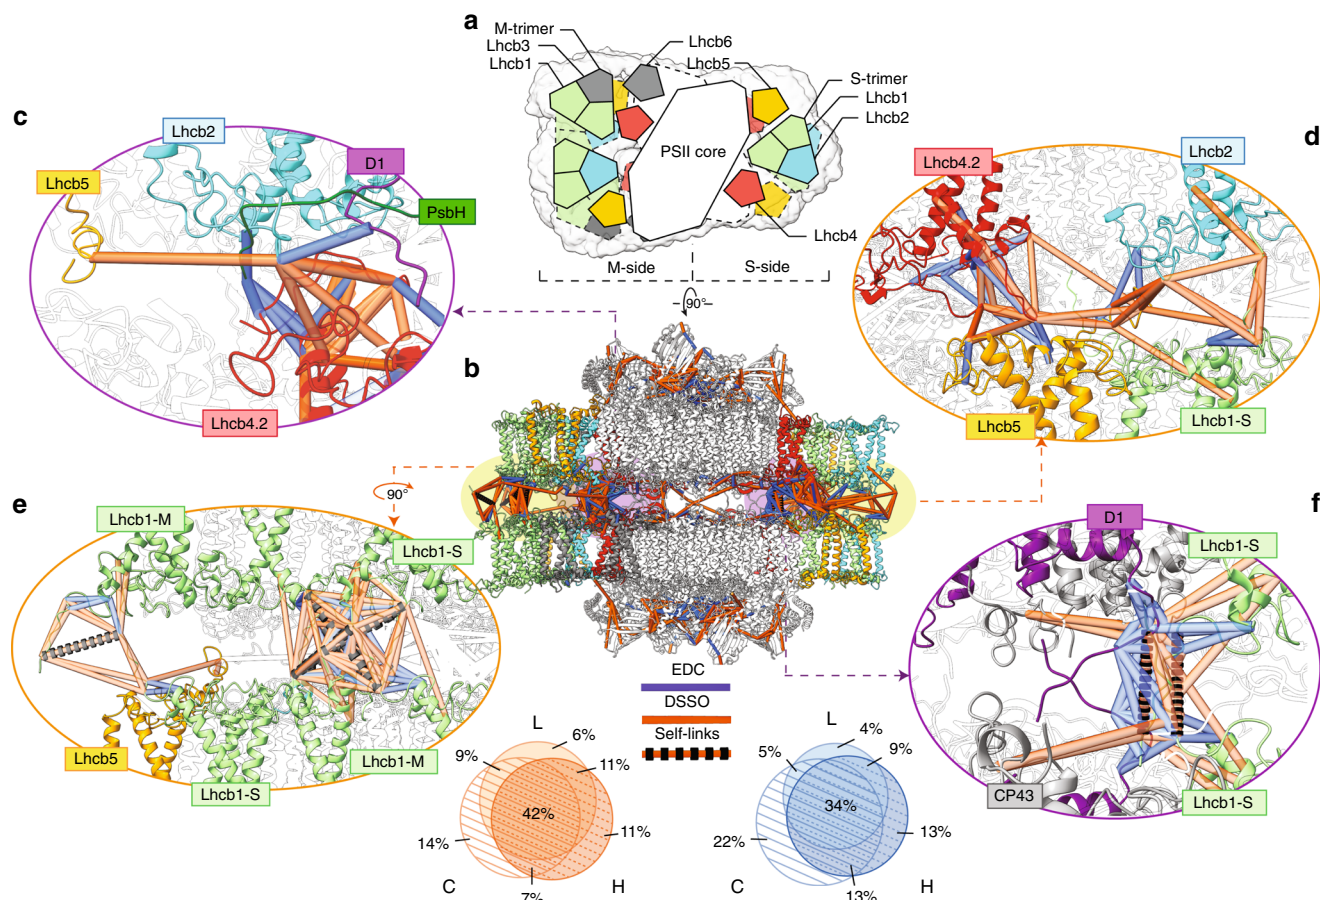 a
M-trimer
Lhcb3
Lhcb1
Lhcb6
Lhcb5
S-trimer
Lhcb1
Lhcb2
PSII core
Lhcb4
M-side
S-side
90°
c
Lhcb2
D1
Lhcb5
PsbH
Lhcb4.2
d
Lhcb4.2
Lhcb2
Lhcb5
Lhcb1-S
b
e
90°
Lhcb1-M
Lhcb1-S
Lhcb5
Lhcb1-S
Lhcb1-M
f
D1
Lhcb1-S
CP43
Lhcb1-S
EDC
DSSO
Self-links
L
6%
9%
11%
42%
14%
11%
7%
C
H
L
4%
5%
9%
34%
22%
13%
13%
C
H